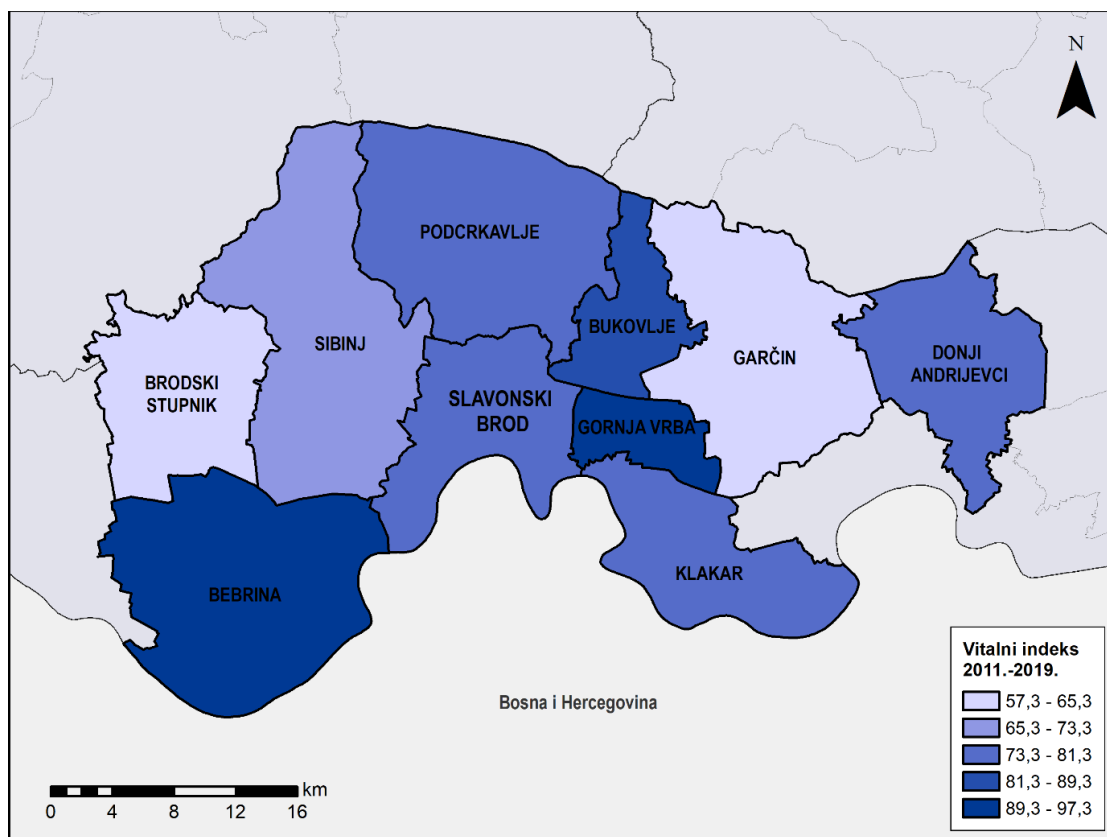 N
PODCRKAVLJE
BUKOVLJE
SIBINJ
GARČIN
DONJI
ANDRIJEVCI
BRODSKI
STUPNIK
SLAVONSKI
BROD
GORNJA VRBA
KLAKAR
BEBRINA
Bosna i Hercegovina
Vitalni indeks
2011.-2019.
57,3 - 65,3
65,3 - 73,3
73,3 - 81,3
81,3 - 89,3
89,3 - 97,3
km
0 4 8 12 16